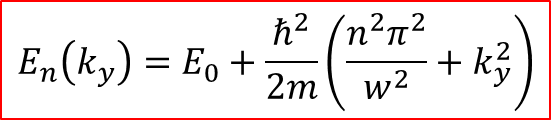 $E_n(k_y) = E_0 + \frac{\hbar^2}{2m}\left(\frac{n^2\pi^2}{w^2} + k_y^2\right)$